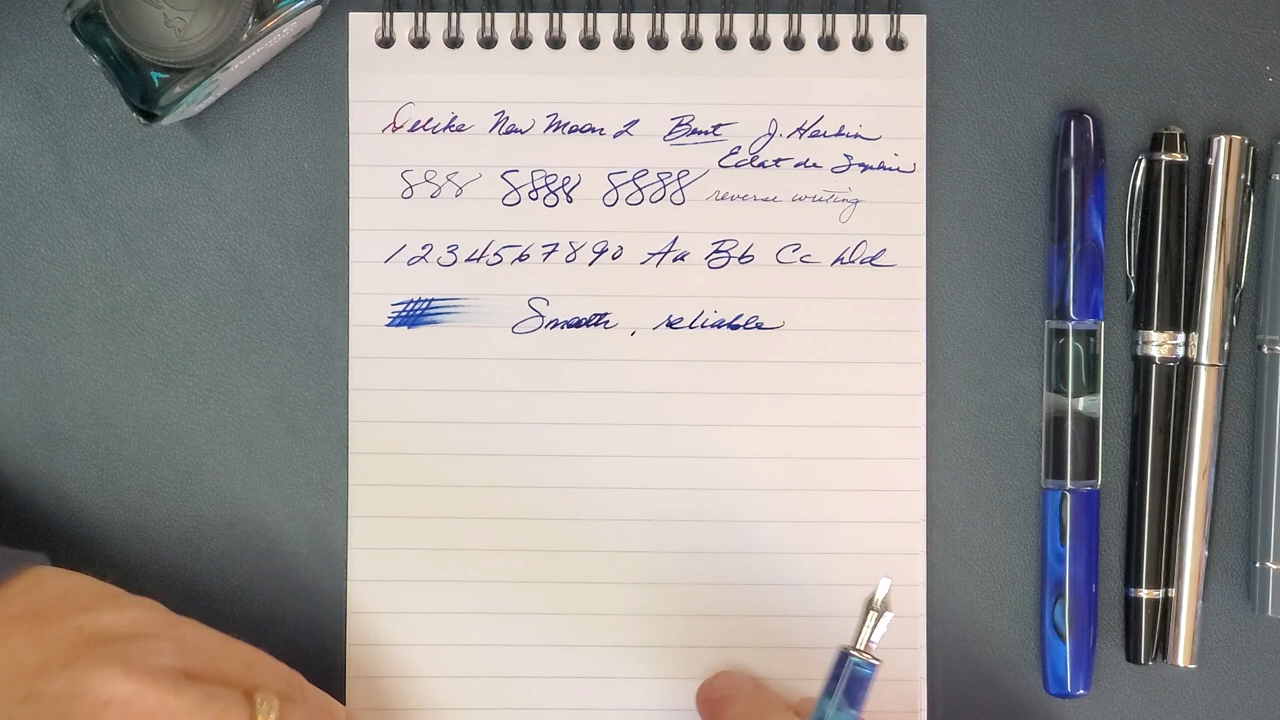 Delike New Moon 2 Bent J. Herbin
Eclat de Saphir
888 8888 8888 reverse writing
1234567890 Aa Bb Cc Dd
Smooth, reliable